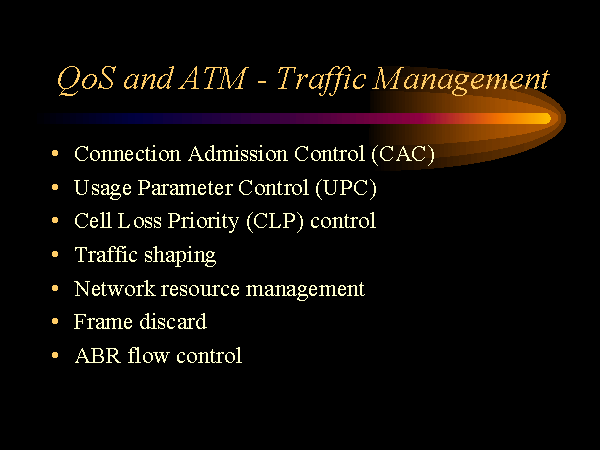 QoS and ATM - Traffic Management
• Connection Admission Control (CAC)
• Usage Parameter Control (UPC)
• Cell Loss Priority (CLP) control
• Traffic shaping
• Network resource management
• Frame discard
• ABR flow control